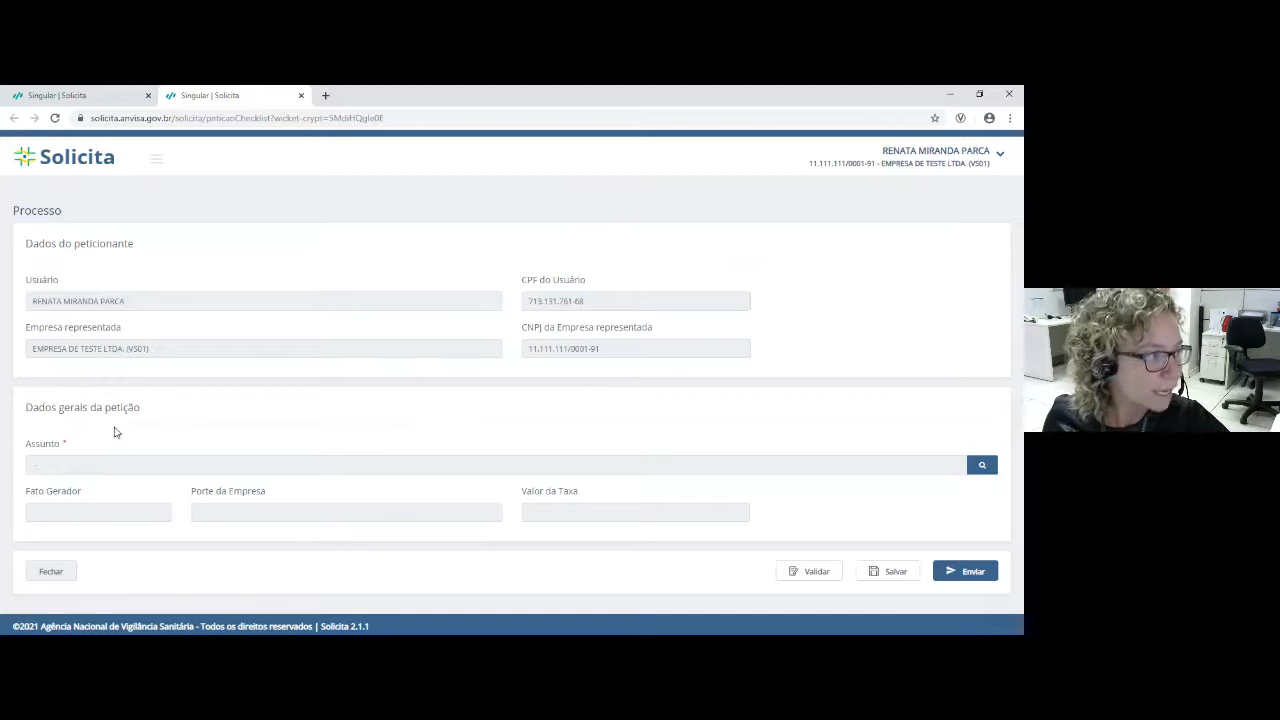 Singular | Solicita
Singular | Solicita
solicita.anvisa.gov.br/solicita/peticaoChecklist?wicket-crypt=5MdiHQgle0E
Solicita
RENATA MIRANDA PARCA
11.111.111/0001-91 - EMPRESA DE TESTE LTDA. (VS01)
Processo
Dados do peticionante
Usuário
CPF do Usuário
RENATA MIRANDA PARCA
713.131.761-68
Empresa representada
CNPJ da Empresa representada
EMPRESA DE TESTE LTDA. (VS01)
11.111.111/0001-91
Dados gerais da petição
Assunto *
-
Fato Gerador
Porte da Empresa
Valor da Taxa
Fechar
Validar
Salvar
Enviar
©2021 Agência Nacional de Vigilância Sanitária - Todos os direitos reservados | Solicita 2.1.1